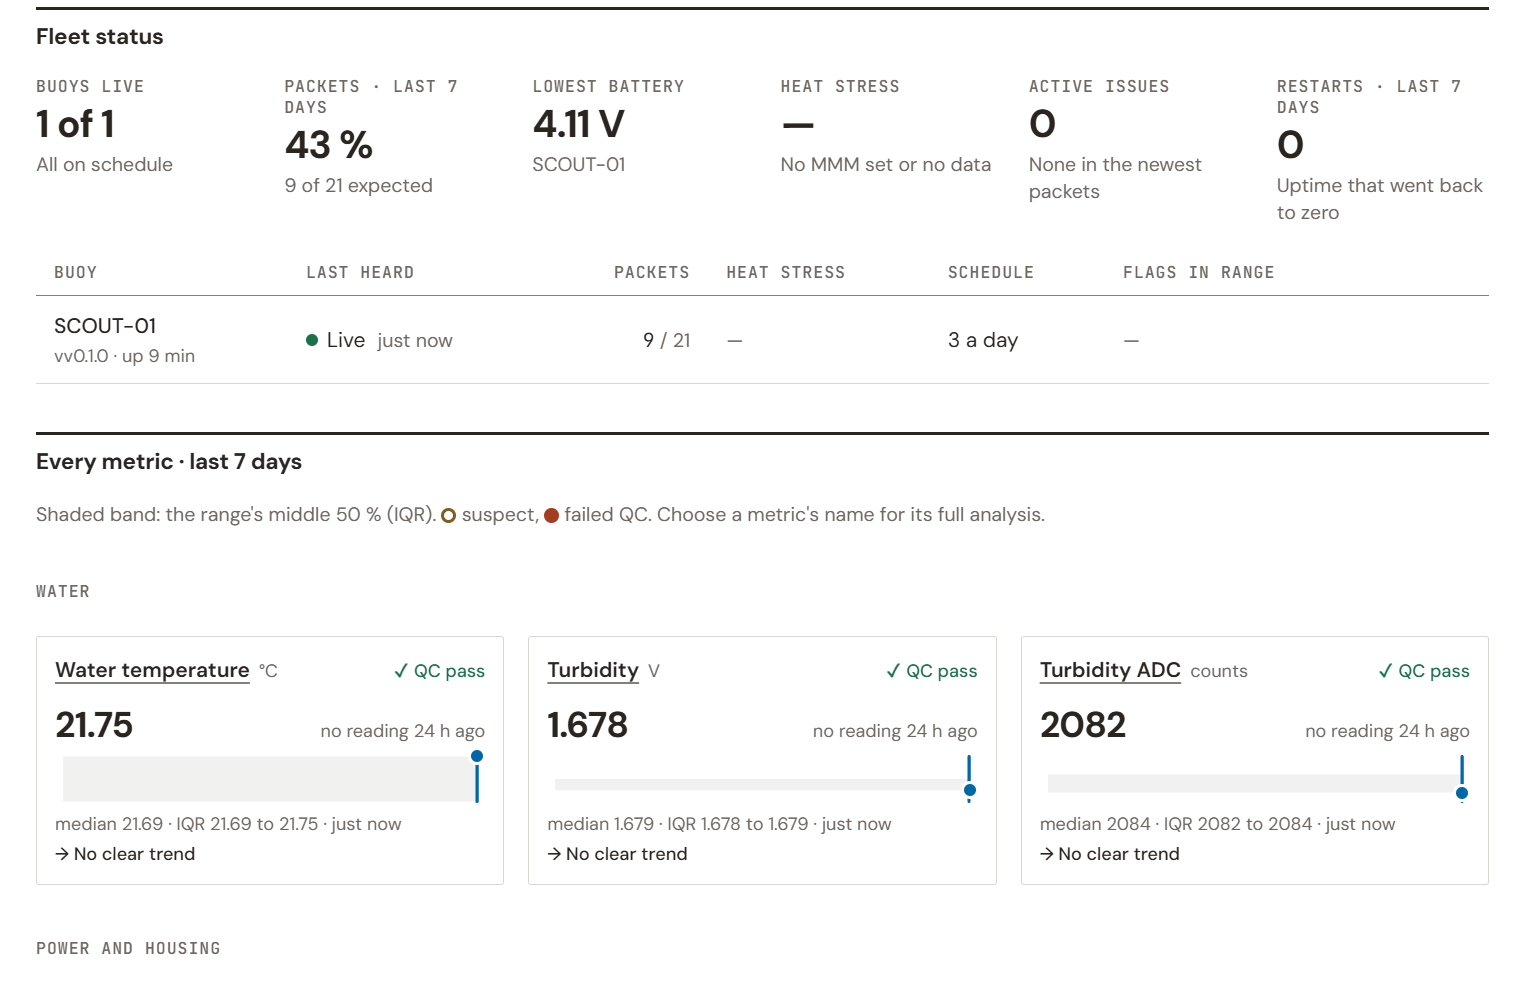 Fleet status
BUOYS LIVE
1 of 1
All on schedule
PACKETS · LAST 7
DAYS
43 %
9 of 21 expected
LOWEST BATTERY
4.11 V
SCOUT-01
HEAT STRESS
—
No MMM set or no data
ACTIVE ISSUES
0
None in the newest
packets
RESTARTS · LAST 7
DAYS
0
Uptime that went back
to zero
BUOY LAST HEARD PACKETS HEAT STRESS SCHEDULE FLAGS IN RANGE
SCOUT-01
vv0.1.0 · up 9 min
Live just now 9 / 21 — 3 a day —
Every metric · last 7 days
Shaded band: the range's middle 50 % (IQR). suspect, failed QC. Choose a metric's name for its full analysis.
WATER
Water temperature °C ✓ QC pass
21.75 no reading 24 h ago
median 21.69 · IQR 21.69 to 21.75 · just now
→ No clear trend
Turbidity V ✓ QC pass
1.678 no reading 24 h ago
median 1.679 · IQR 1.678 to 1.679 · just now
→ No clear trend
Turbidity ADC counts ✓ QC pass
2082 no reading 24 h ago
median 2084 · IQR 2082 to 2084 · just now
→ No clear trend
POWER AND HOUSING